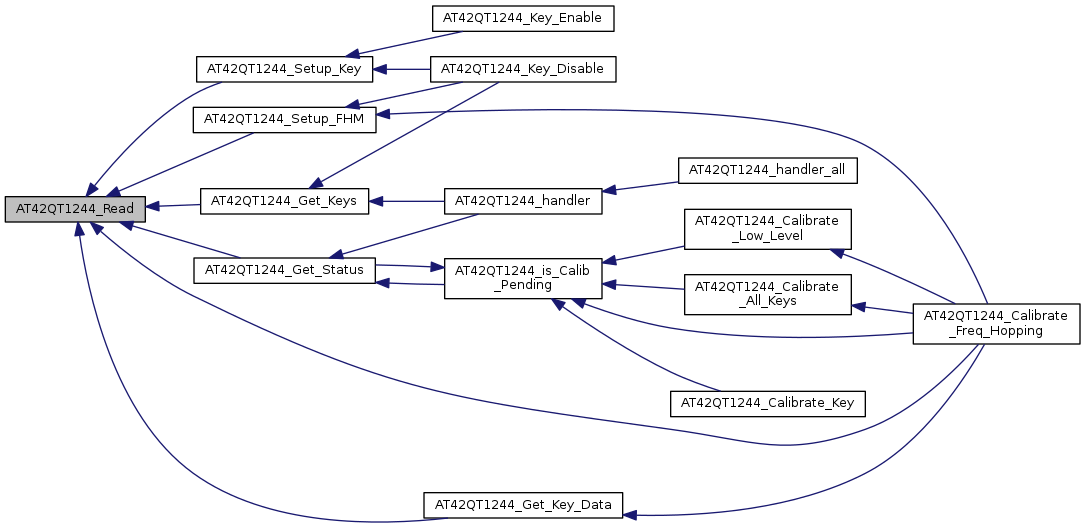 AT42QT1244_Key_Enable
AT42QT1244_Setup_Key
AT42QT1244_Key_Disable
AT42QT1244_Setup_FHM
AT42QT1244_handler_all
AT42QT1244_Read
AT42QT1244_Get_Keys
AT42QT1244_handler
AT42QT1244_Calibrate
_Low_Level
AT42QT1244_Get_Status
AT42QT1244_is_Calib
_Pending
AT42QT1244_Calibrate
_All_Keys
AT42QT1244_Calibrate
_Freq_Hopping
AT42QT1244_Calibrate_Key
AT42QT1244_Get_Key_Data